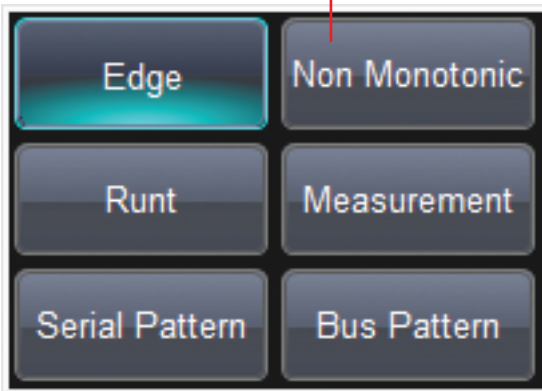 Edge
Non Monotonic
Runt
Measurement
Serial Pattern
Bus Pattern